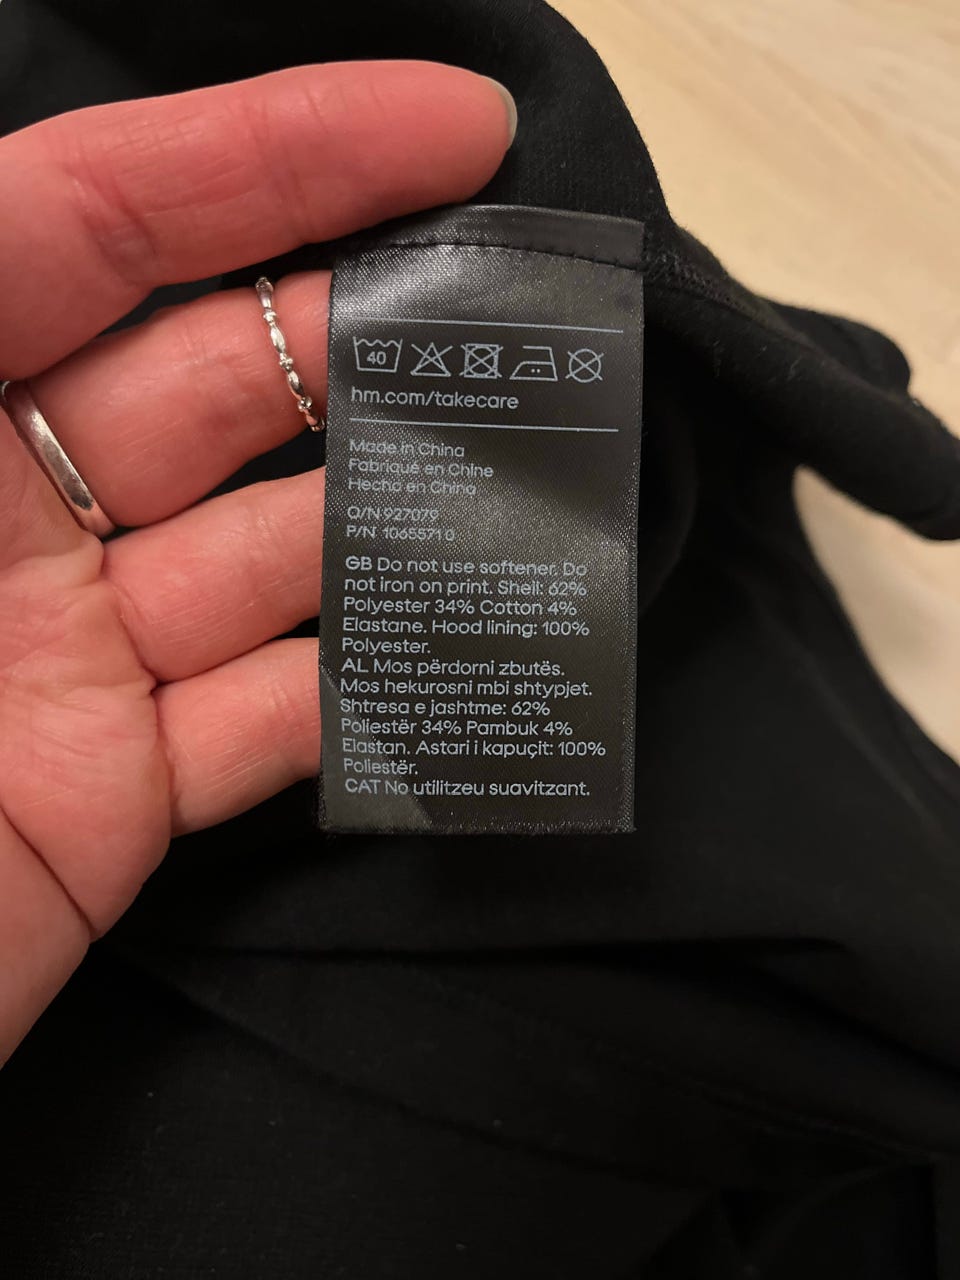 40
hm.com/takecare
Made in China
Fabriqué en Chine
Hecho en China
O/N 927079
P/N 1065571 0
GB Do not use softener. Do
not iron on print. Shell: 62%
Polyester 34% Cotton 4%
Elastane. Hood lining: 100%
Polyester.
AL Mos përdorni zbutës.
Mos hekurosni mbi shtypjet.
Shtresa e jashtme: 62%
Poliestër 34% Pambuk 4%
Elastan. Astari i kapuçit: 100%
Poliestër.
CAT No utilitzeu suavitzant.